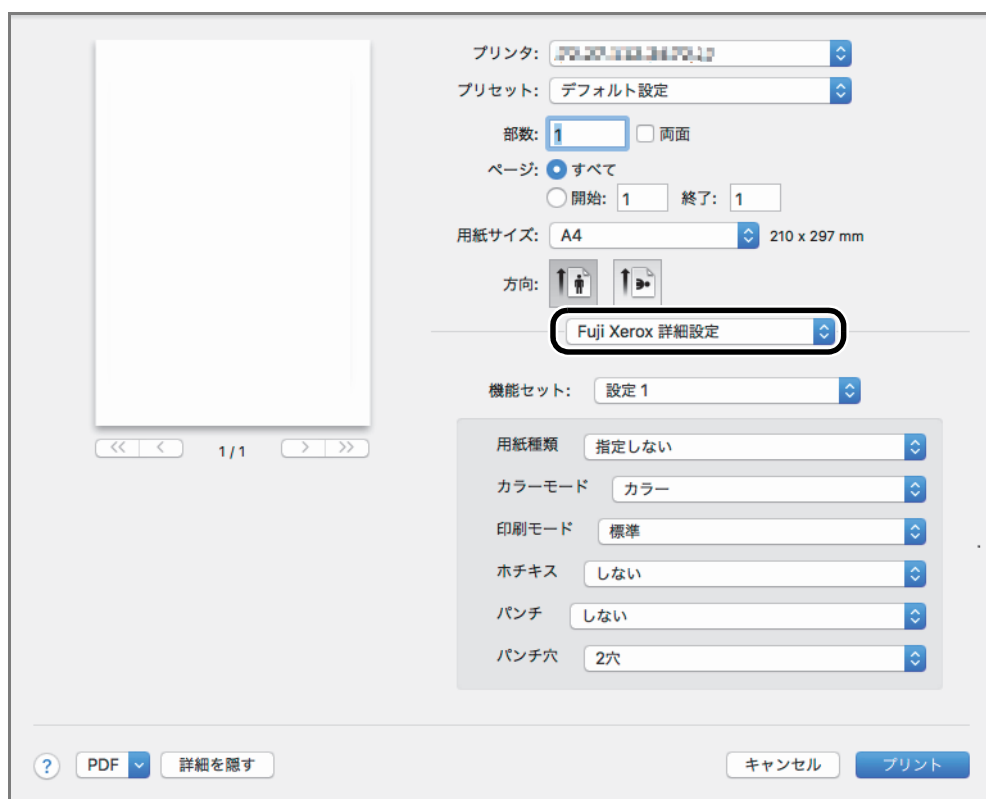 プリンタ:
プリセット: デフォルト設定
部数: 1 両面
ページ: すべて
開始: 1 終了: 1
用紙サイズ: A4 210 x 297 mm
方向:
Fuji Xerox 詳細設定
機能セット: 設定 1
<< < 1 / 1 > >>
用紙種類 指定しない
カラーモード カラー
印刷モード 標準
ホチキス しない
パンチ しない
パンチ穴 2穴
? PDF 詳細を隠す キャンセル プリント